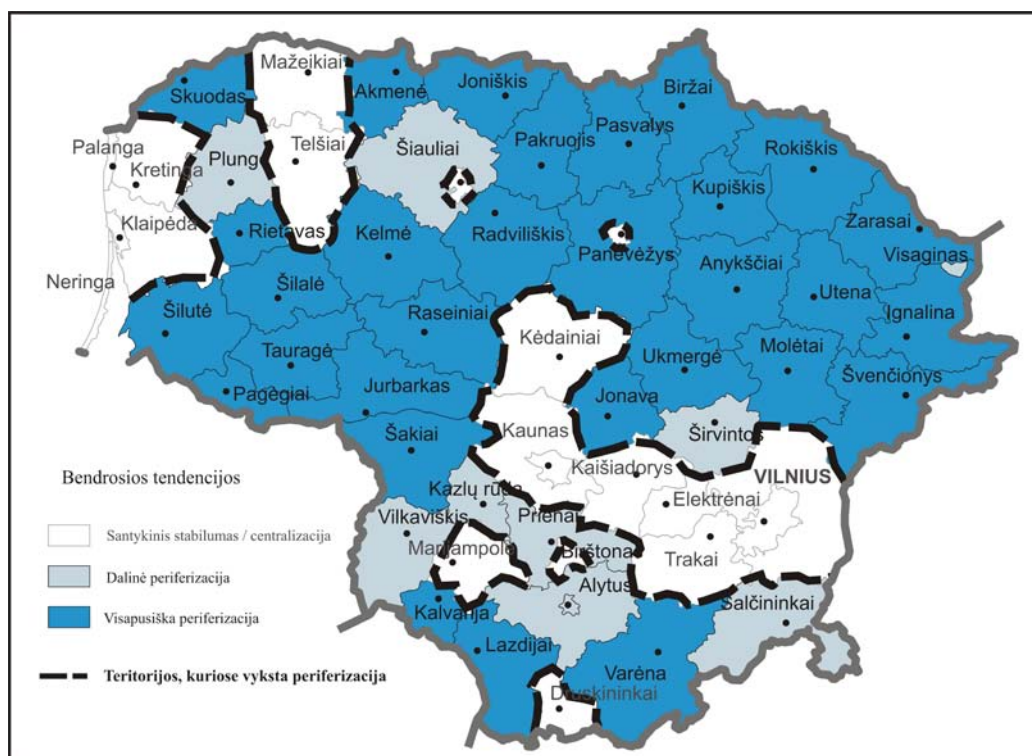 Mažeikiai
Skuodas
Akmenė
Joniškis
Biržai
Pasvalys
Pakruojis
Rokiškis
Palanga
Kretinga
Plung
Telšiai
Šiauliai
Kupiškis
Zarasai
Klaipėda
Rietavas
Kelmė
Radviliškis
Panevėžys
Anykščiai
Visaginas
Neringa
Šilalė
Utena
Ignalina
Šilutė
Raseiniai
Kėdainiai
Tauragė
Ukmergė
Molėtai
Švenčionys
Pagėgiai
Jurbarkas
Jonava
Šakiai
Kaunas
Širvintos
Kaišiadorys
VILNIUS
Elektrėnai
Kazlų rūda
Vilkaviškis
Prienai
Marijampolė
Birštonas
Trakai
Alytus
Kalvarija
Šalčininkai
Lazdijai
Varėna
Druskininkai
Bendrosios tendencijos
Santykinis stabilumas / centralizacija
Dalinė periferizacija
Visapusiška periferizacija
Teritorijos, kuriose vyksta periferizacija